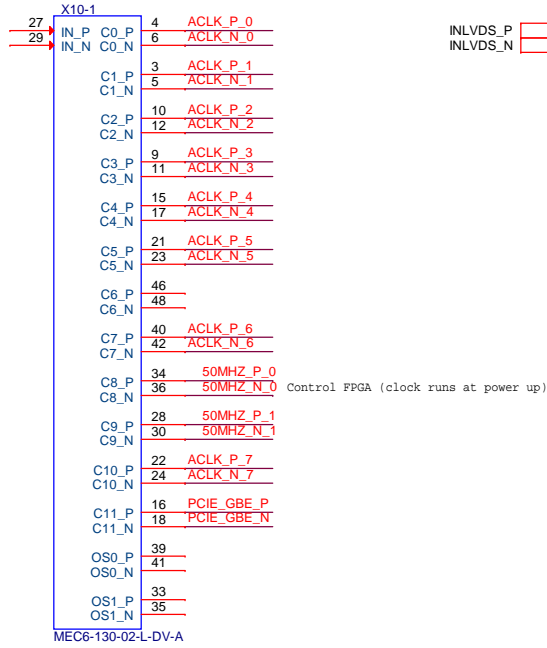 X10-1
27 IN_P C0_P 4 ACLK_P_0
29 IN_N C0_N 6 ACLK_N_0
INLVDS_P
INLVDS_N
C1_P 3 ACLK_P_1
C1_N 5 ACLK_N_1
C2_P 10 ACLK_P_2
C2_N 12 ACLK_N_2
C3_P 9 ACLK_P_3
C3_N 11 ACLK_N_3
C4_P 15 ACLK_P_4
C4_N 17 ACLK_N_4
C5_P 21 ACLK_P_5
C5_N 23 ACLK_N_5
C6_P 46
C6_N 48
C7_P 40 ACLK_P_6
C7_N 42 ACLK_N_6
C8_P 34 50MHZ_P_0
C8_N 36 50MHZ_N_0 Control FPGA (clock runs at power up)
C9_P 28 50MHZ_P_1
C9_N 30 50MHZ_N_1
C10_P 22 ACLK_P_7
C10_N 24 ACLK_N_7
C11_P 16 PCIE_GBE_P
C11_N 18 PCIE_GBE_N
OS0_P 39
OS0_N 41
OS1_P 33
OS1_N 35
MEC6-130-02-L-DV-A